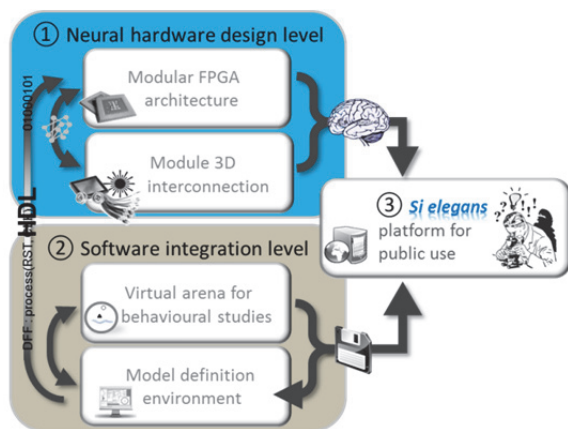 ① Neural hardware design level
Modular FPGA
architecture
Module 3D
interconnection
DFF : process(RST, HDL 01000101
② Software integration level
Virtual arena for
behavioural studies
Model definition
environment
③ Si elegans
platform for
public use